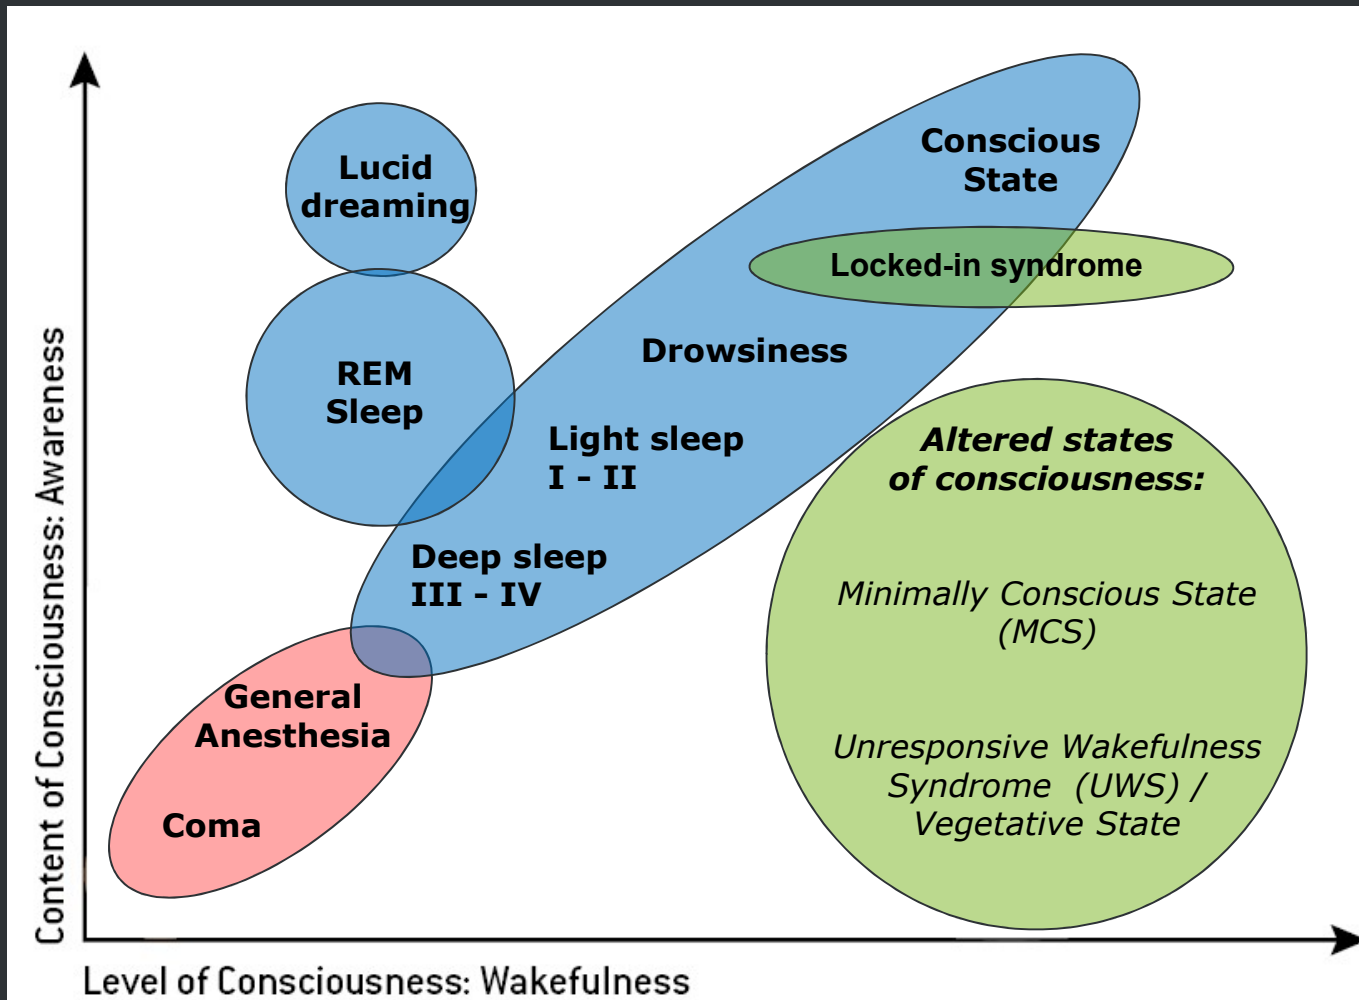 Content of Consciousness: Awareness
Lucid
dreaming
Conscious
State
Locked-in syndrome
Drowsiness
REM
Sleep
Light sleep
I - II
Altered states
of consciousness:
Deep sleep
III - IV
Minimally Conscious State
(MCS)
General
Anesthesia
Unresponsive Wakefulness
Syndrome (UWS) /
Vegetative State
Coma
Level of Consciousness: Wakefulness